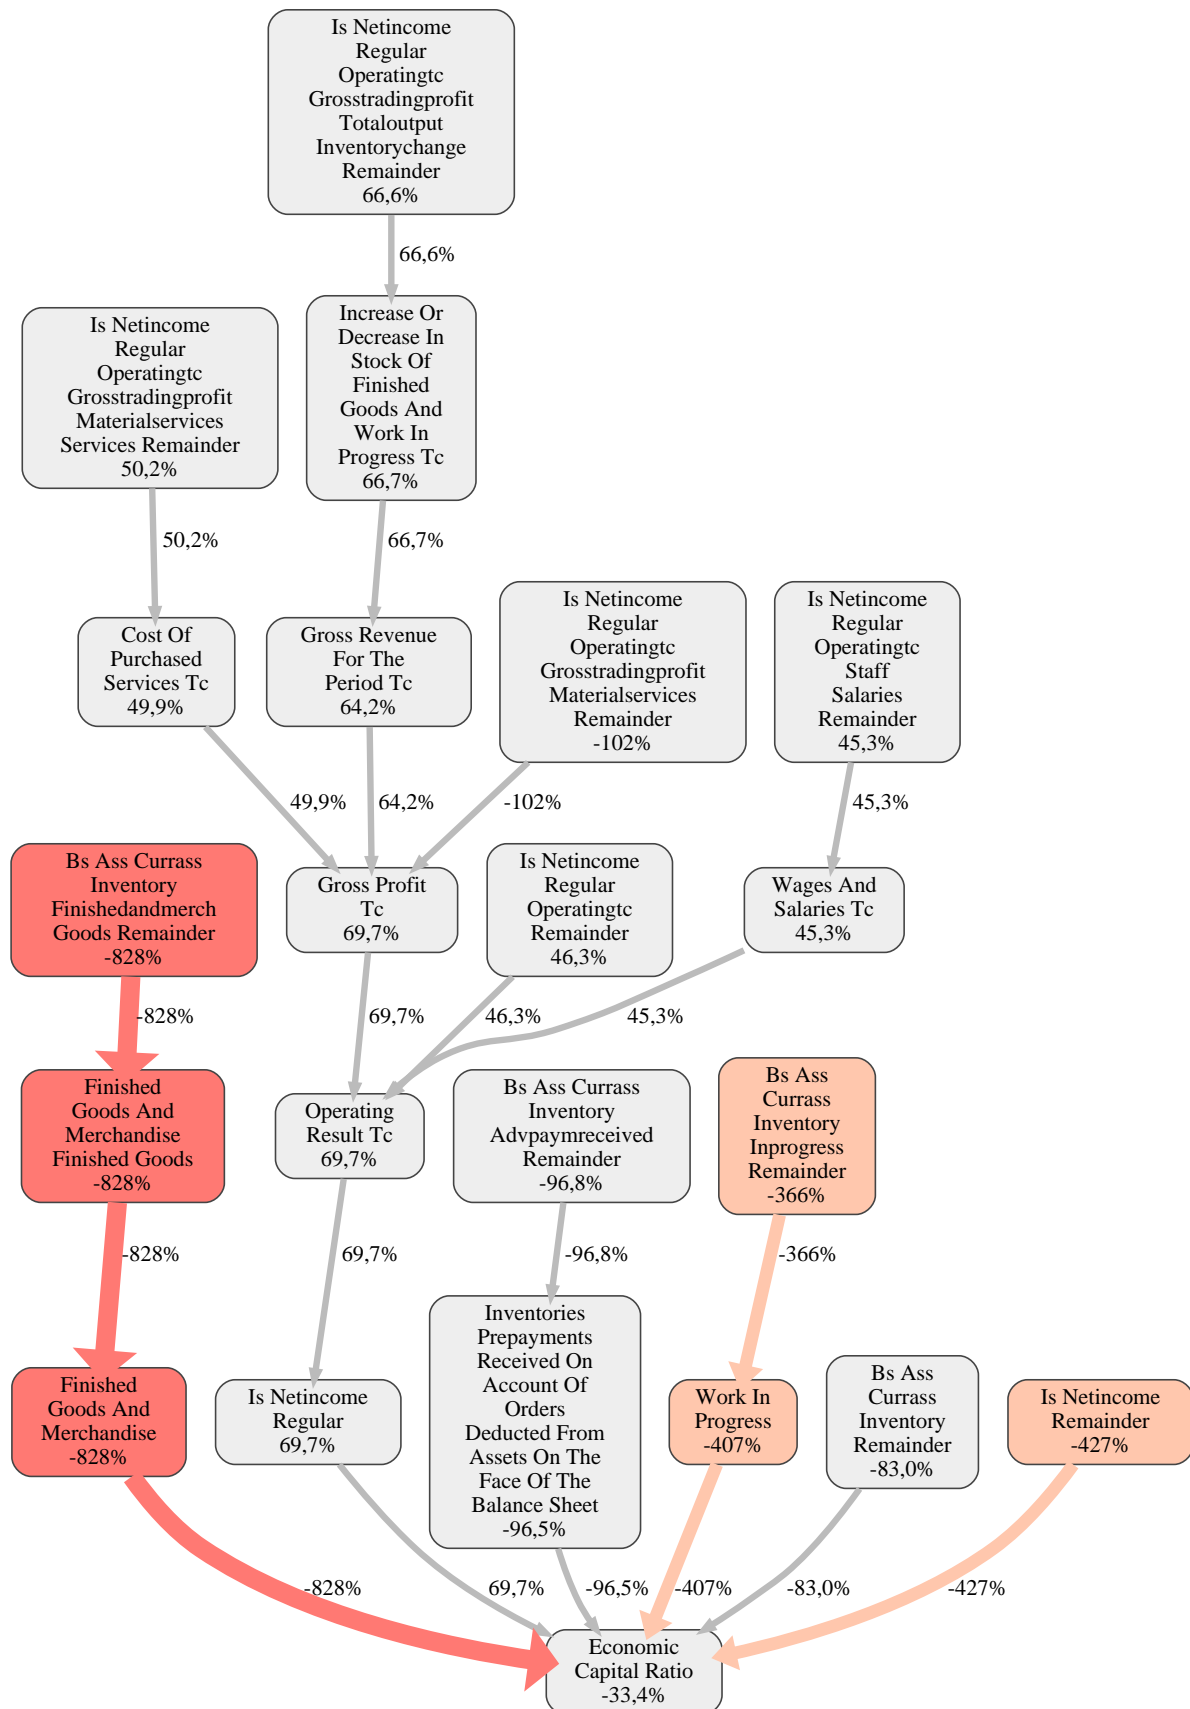 Is Netincome
Regular
Operatingtc
Grosstradingprofit
Totaloutput
Inventorychange
Remainder
66,6%
66,6%
Is Netincome
Regular
Operatingtc
Grosstradingprofit
Materialservices
Services Remainder
50,2%
Increase Or
Decrease In
Stock Of
Finished
Goods And
Work In
Progress Tc
66,7%
50,2%
66,7%
Cost Of
Purchased
Services Tc
49,9%
Gross Revenue
For The
Period Tc
64,2%
Is Netincome
Regular
Operatingtc
Grosstradingprofit
Materialservices
Remainder
-102%
Is Netincome
Regular
Operatingtc
Staff
Salaries
Remainder
45,3%
49,9%
64,2%
-102%
45,3%
Bs Ass Currass
Inventory
Finishedandmerch
Goods Remainder
-828%
Gross Profit
Tc
69,7%
Is Netincome
Regular
Operatingtc
Remainder
46,3%
Wages And
Salaries Tc
45,3%
-828%
69,7%
46,3%
45,3%
Finished
Goods And
Merchandise
Finished Goods
-828%
Operating
Result Tc
69,7%
Bs Ass Currass
Inventory
Advpaymreceived
Remainder
-96,8%
Bs Ass
Currass
Inventory
Inprogress
Remainder
-366%
-828%
69,7%
-96,8%
-366%
Finished
Goods And
Merchandise
-828%
Is Netincome
Regular
69,7%
Inventories
Prepayments
Received On
Account Of
Orders
Deducted From
Assets On The
Face Of The
Balance Sheet
-96,5%
Work In
Progress
-407%
Bs Ass
Currass
Inventory
Remainder
-83,0%
Is Netincome
Remainder
-427%
-828%
69,7%
-96,5%
-407%
-83,0%
-427%
Economic
Capital Ratio
-33,4%